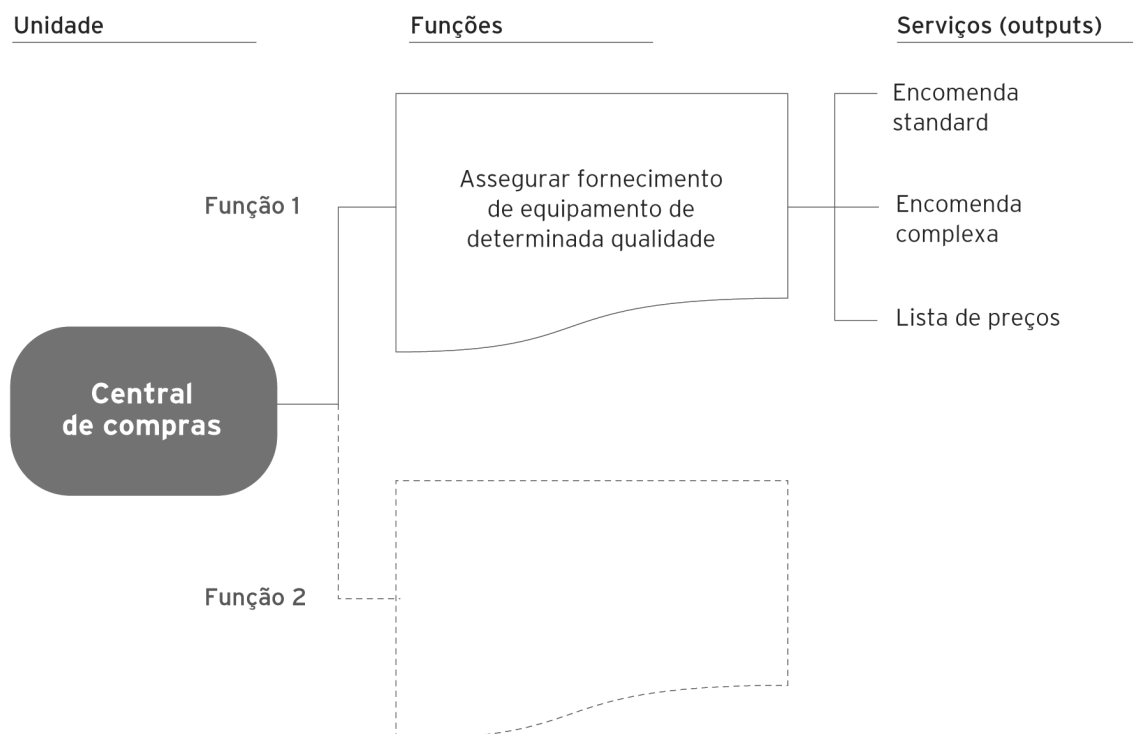 Unidade
Funções
Serviços (outputs)
Função 1
Assegurar fornecimento
de equipamento de
determinada qualidade
Encomenda
standard
Encomenda
complexa
Lista de preços
Central
de compras
Função 2